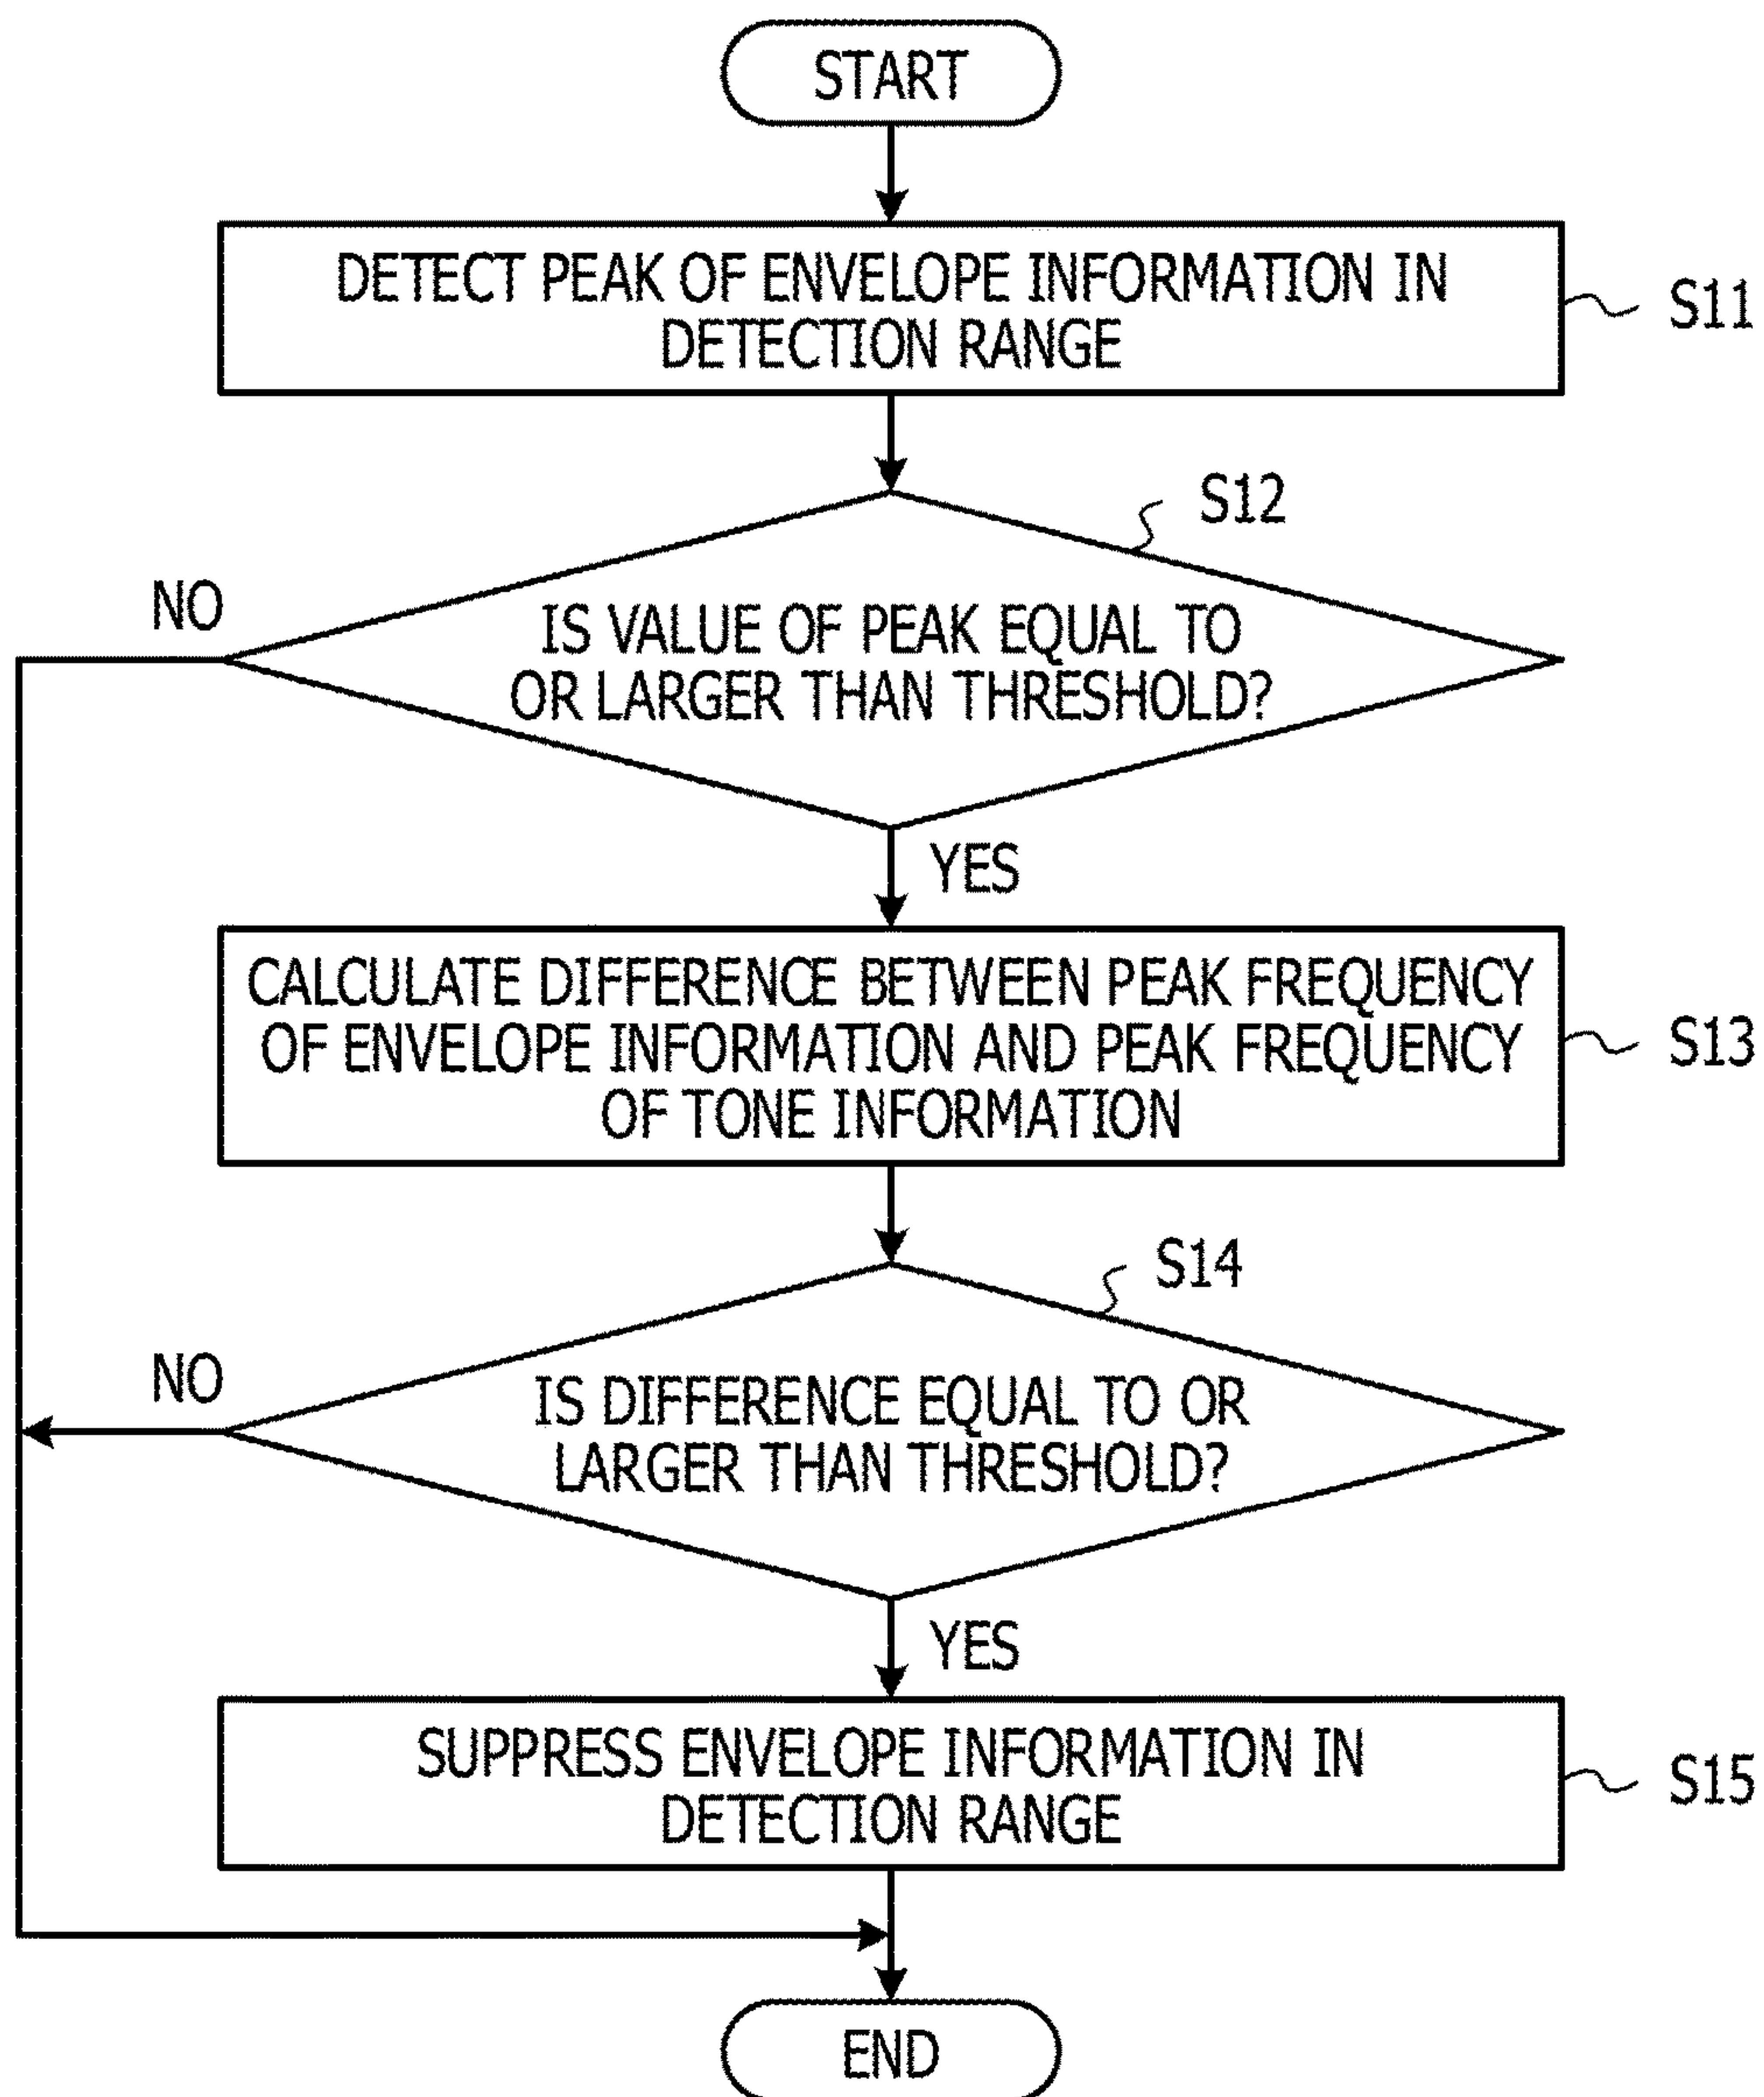 START
DETECT PEAK OF ENVELOPE INFORMATION IN
DETECTION RANGE
S11
S12
NO
IS VALUE OF PEAK EQUAL TO
OR LARGER THAN THRESHOLD?
YES
CALCULATE DIFFERENCE BETWEEN PEAK FREQUENCY
OF ENVELOPE INFORMATION AND PEAK FREQUENCY
OF TONE INFORMATION
S13
S14
NO
IS DIFFERENCE EQUAL TO OR
LARGER THAN THRESHOLD?
YES
SUPPRESS ENVELOPE INFORMATION IN
DETECTION RANGE
S15
END